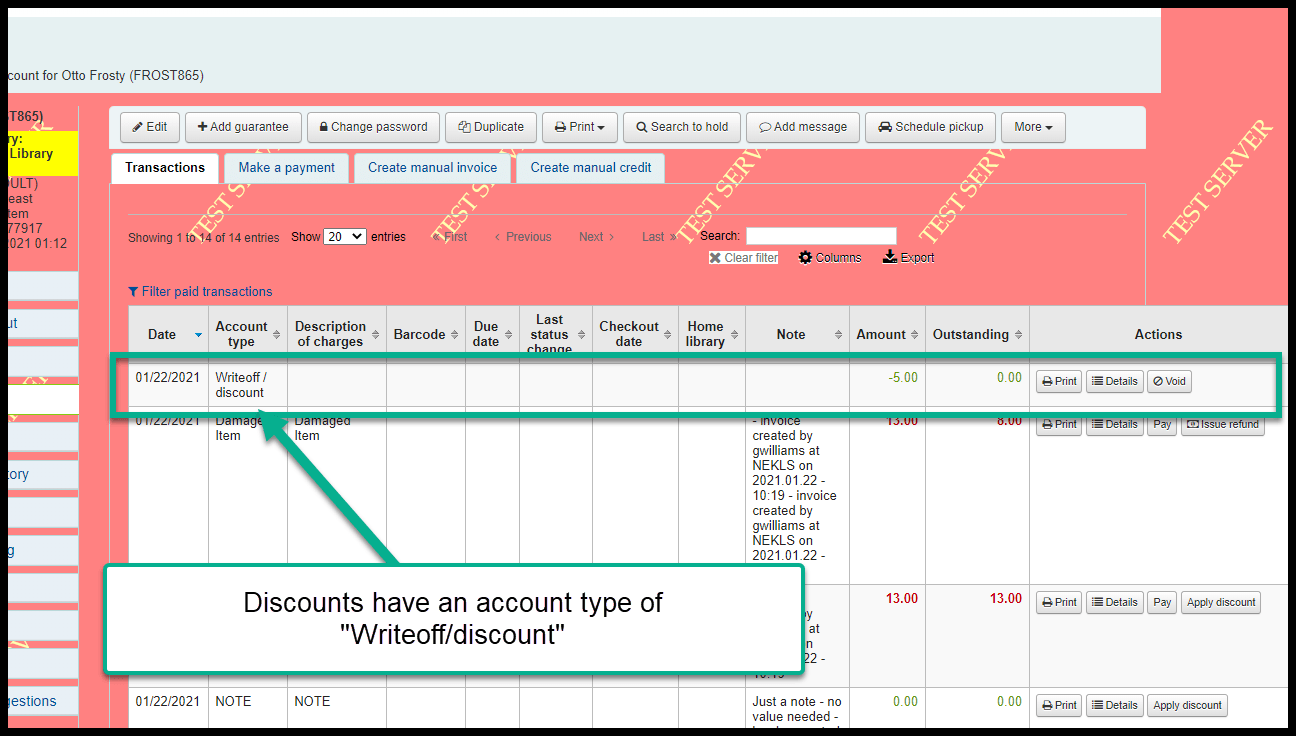 count for Otto Frosty (FROST865)
ST865)
ry:
Library
ULT)
east
tem
77917
2021 01:12
ut
tory
g
gestions
Edit Add guarantee Change password Duplicate Print Search to hold Add message Schedule pickup More
Transactions Make a payment Create manual invoice Create manual credit
TEST SERVER TEST SERVER TEST SERVER TEST SERVER TEST SERVER
Showing 1 to 14 of 14 entries Show 20 entries « First < Previous Next > Last » Search:
Clear filter Columns Export
Filter paid transactions
Date Account type Description of charges Barcode Due date Last status change Checkout date Home library Note Amount Outstanding Actions
01/22/2021 Writeoff / discount -5.00 0.00 Print Details Void
01/22/2021 Damaged Item Damaged Item 13.00 8.00 Print Details Pay Issue refund
- invoice
created by
gwilliams at
NEKLS on
2021.01.22 -
10:19 - invoice
created by
gwilliams at
NEKLS on
2021.01.22 -
Discounts have an account type of
"Writeoff/discount"
13.00 13.00 Print Details Pay Apply discount
at
22 -
01/22/2021 NOTE NOTE 0.00 0.00 Print Details Apply discount
Just a note - no
value needed -